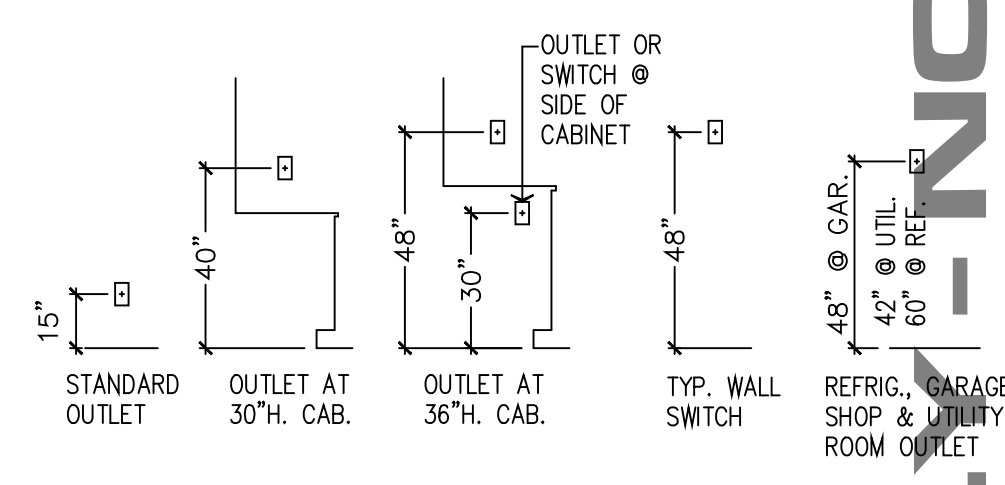 OUTLET OR
SWITCH @
SIDE OF
CABINET
15"
40"
48"
30"
48"
48" @ GAR.
42" @ UTIL.
60" @ REF.
STANDARD
OUTLET
OUTLET AT
30"H. CAB.
OUTLET AT
36"H. CAB.
TYP. WALL
SWITCH
REFRIG., GARAGE
SHOP & UTILITY
ROOM OUTLET
Y - NO